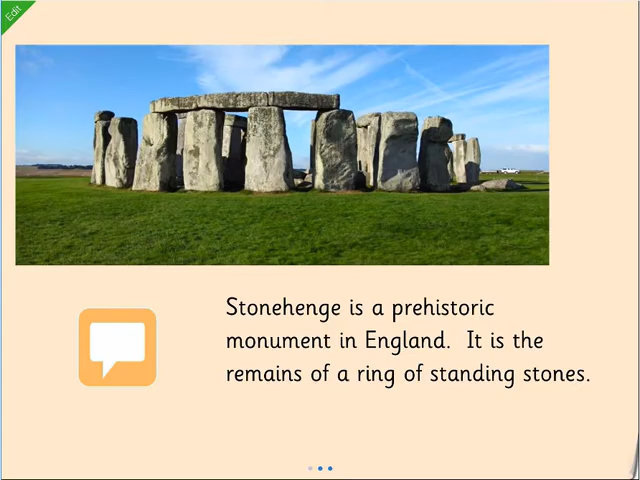 Edit
Stonehenge is a prehistoric
monument in England.  It is the
remains of a ring of standing stones.